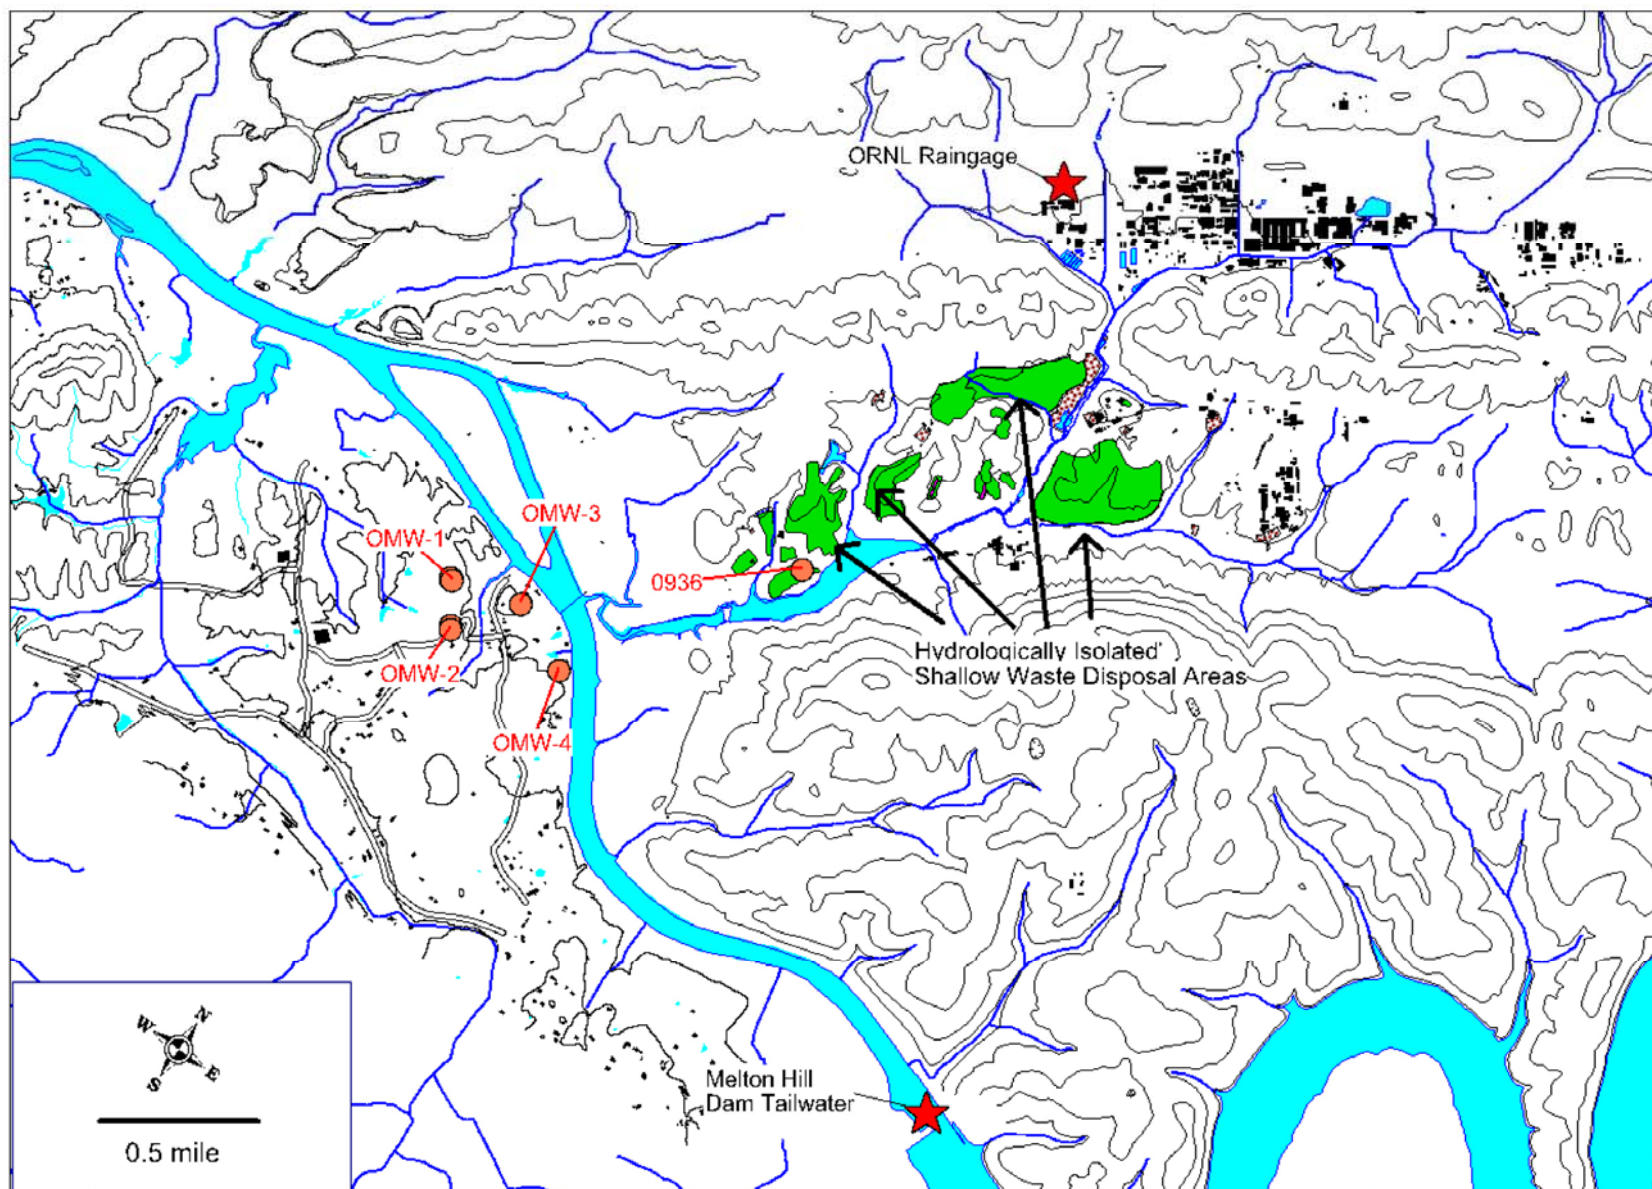 ORNL Raingage
OMW-3
OMW-1
0936
OMW-2
Hydrologically Isolated'
Shallow Waste Disposal Areas
OMW-4
W
N
S
E
0.5 mile
Melton Hill
Dam Tailwater